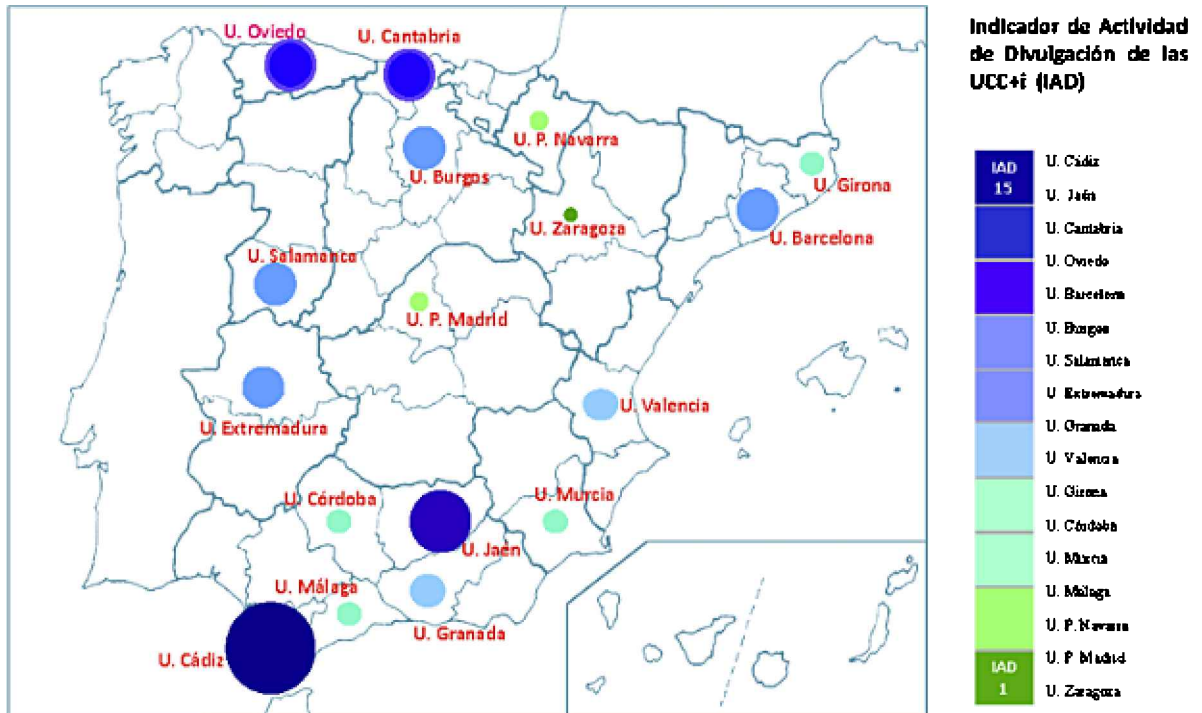 U. Oviedo
U. Cantabria
U. P. Navarra
U. Burgos
U. Girona
U. Zaragoza
U. Barcelona
U. Salamanca
U. P. Madrid
U. Valencia
U. Extremadura
U. Córdoba
U. Murcia
U. Jaén
U. Málaga
U. Granada
U. Cádiz
Indicador de Actividad
de Divulgación de las
UCC+i (IAD)
IAD
15
U. Cádiz
U. Jaén
U. Cantabria
U. Oviedo
U. Barcelona
U. Burgos
U. Salamanca
U. Extremadura
U. Granada
U. Valencia
U. Girona
U. Córdoba
U. Murcia
U. Málaga
U. P. Navarra
U. P. Madrid
U. Zaragoza
IAD
1